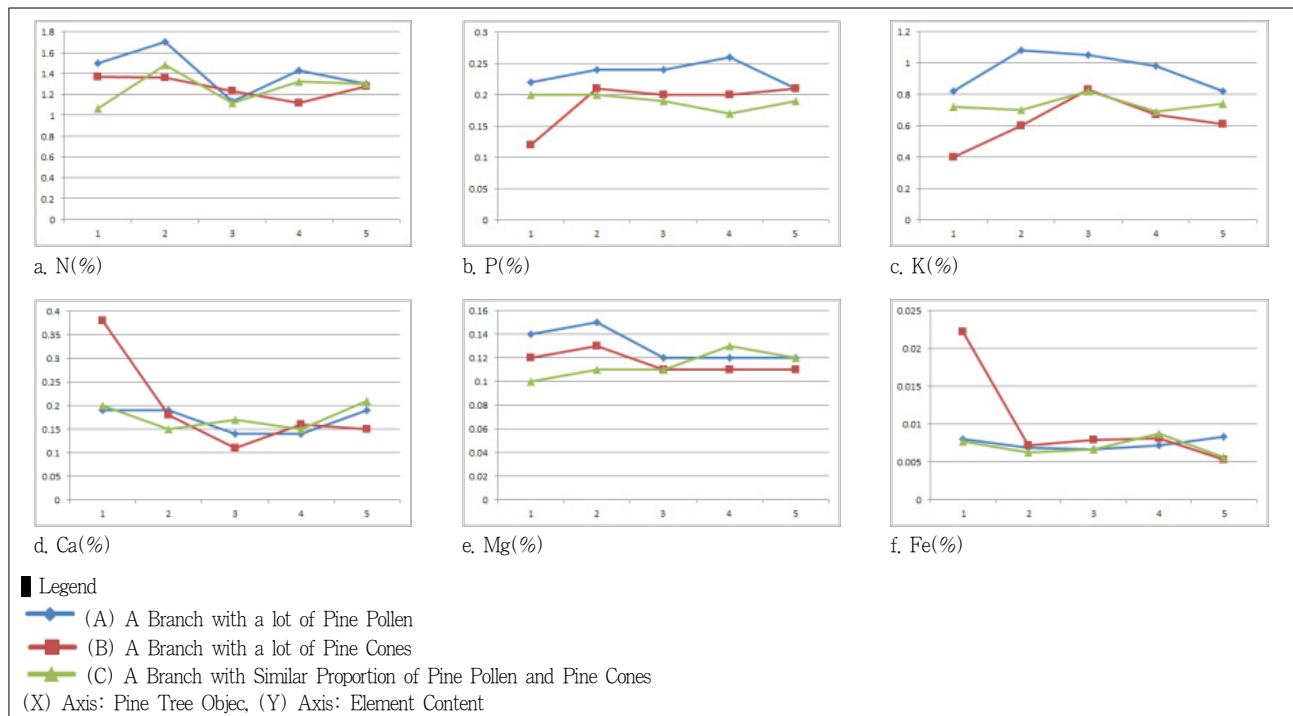 1.8
1.6
1.4
1.2
1
0.8
0.6
0.4
0.2
0
1 2 3 4 5
a. N(%)
0.3
0.25
0.2
0.15
0.1
0.05
0
1 2 3 4 5
b. P(%)
1.2
1
0.8
0.6
0.4
0.2
0
1 2 3 4 5
c. K(%)
0.4
0.35
0.3
0.25
0.2
0.15
0.1
0.05
0
1 2 3 4 5
d. Ca(%)
0.16
0.14
0.12
0.1
0.08
0.06
0.04
0.02
0
1 2 3 4 5
e. Mg(%)
0.025
0.02
0.015
0.01
0.005
0
1 2 3 4 5
f. Fe(%)
Legend
(A) A Branch with a lot of Pine Pollen
(B) A Branch with a lot of Pine Cones
(C) A Branch with Similar Proportion of Pine Pollen and Pine Cones
(X) Axis: Pine Tree Objec, (Y) Axis: Element Content